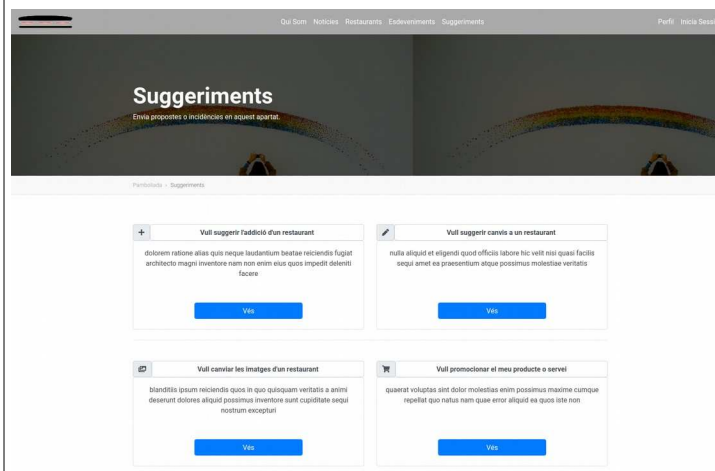 Qui Som Notícies Restaurants Esdeveniments Suggeriments
Perfil Inicia Sessi
Suggeriments
Envia propostes o incidències en aquest apartat.
Suggeriments
Vull suggerir l'addició d'un restaurant
dolorem ratione alias quis neque laudantium beatae reiciendis fugiat
architecto magni inventore nam non enim eius quos impedit deleniti
facere
Vés
Vull suggerir canvis a un restaurant
nulla aliquid et eligendi quod officiis labore hic velit nisi quasi facilis
sequi amet ea praesentium atque possimus molestiae veritatis
Vés
Vull canviar les imatges d'un restaurant
blanditiis ipsum reiciendis quos in quo quisquam veritatis a animi
deserunt dolores aliquid possimus inventore sunt cupiditate sequi
nostrum excepturi
Vés
Vull promocionar el meu producte o servei
quaerat voluptas sint dolor molestias enim possimus maxime cumque
repellat quo natus nam quae error aliquid ea quos iste non
Vés